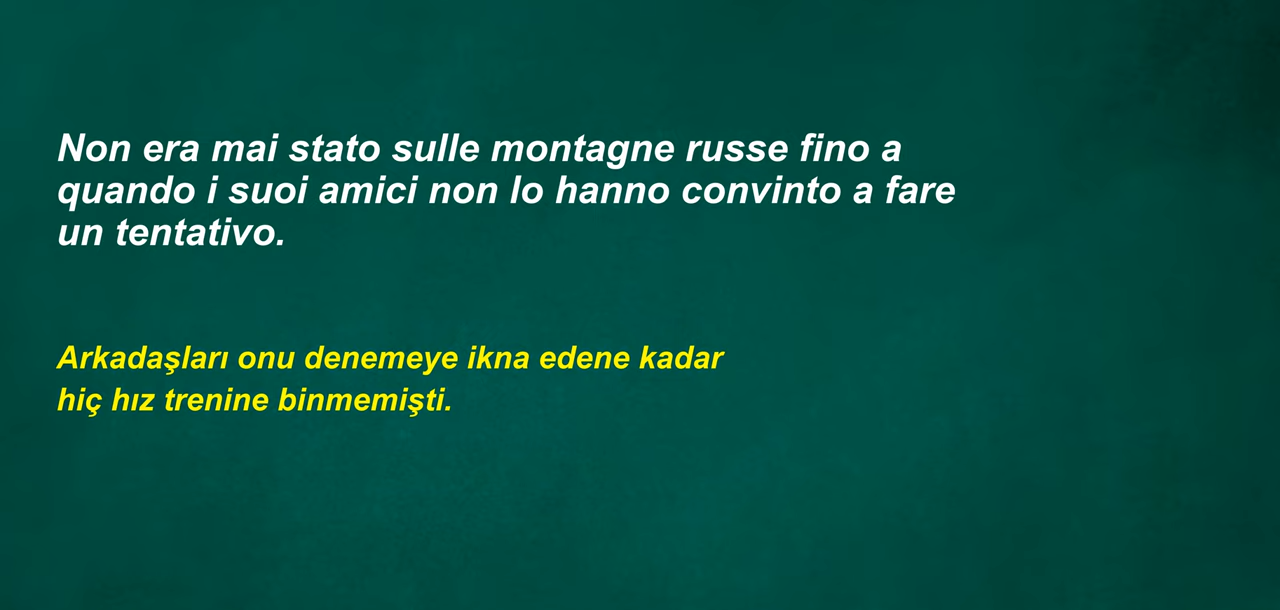 Non era mai stato sulle montagne russe fino a
quando i suoi amici non lo hanno convinto a fare
un tentativo.
Arkadaşları onu denemeye ikna edene kadar
hiç hız trenine binmemişti.